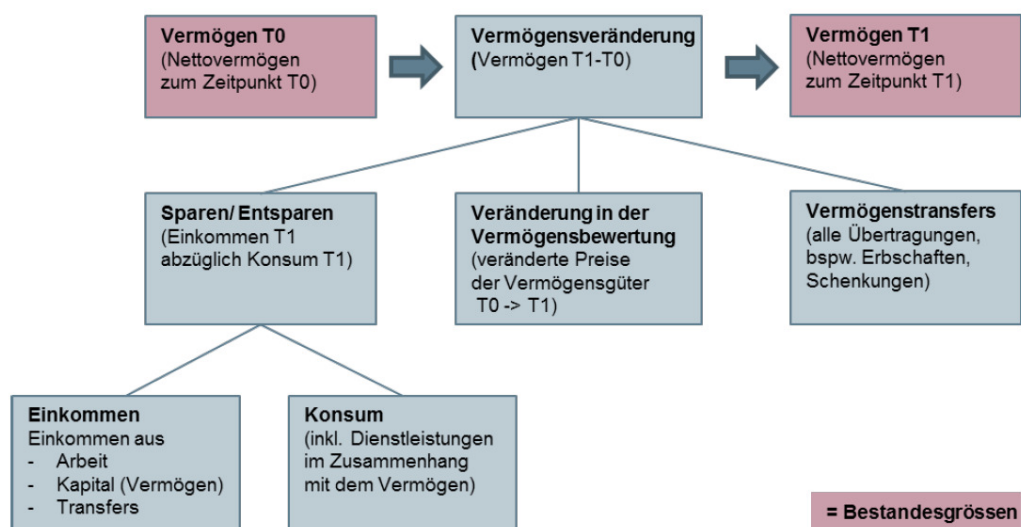 Vermögen T0
(Nettovermögen
zum Zeitpunkt T0)
Vermögensveränderung
(Vermögen T1-T0)
Vermögen T1
(Nettovermögen
zum Zeitpunkt T1)
Sparen/ Entsparen
(Einkommen T1
abzüglich Konsum T1)
Veränderung in der
Vermögensbewertung
(veränderte Preise
der Vermögensgüter
T0 -> T1)
Vermögenstransfers
(alle Übertragungen,
bspw. Erbschaften,
Schenkungen)
Einkommen
Einkommen aus
- Arbeit
- Kapital (Vermögen)
- Transfers
Konsum
(inkl. Dienstleistungen
im Zusammenhang
mit dem Vermögen)
= Bestandesgrössen